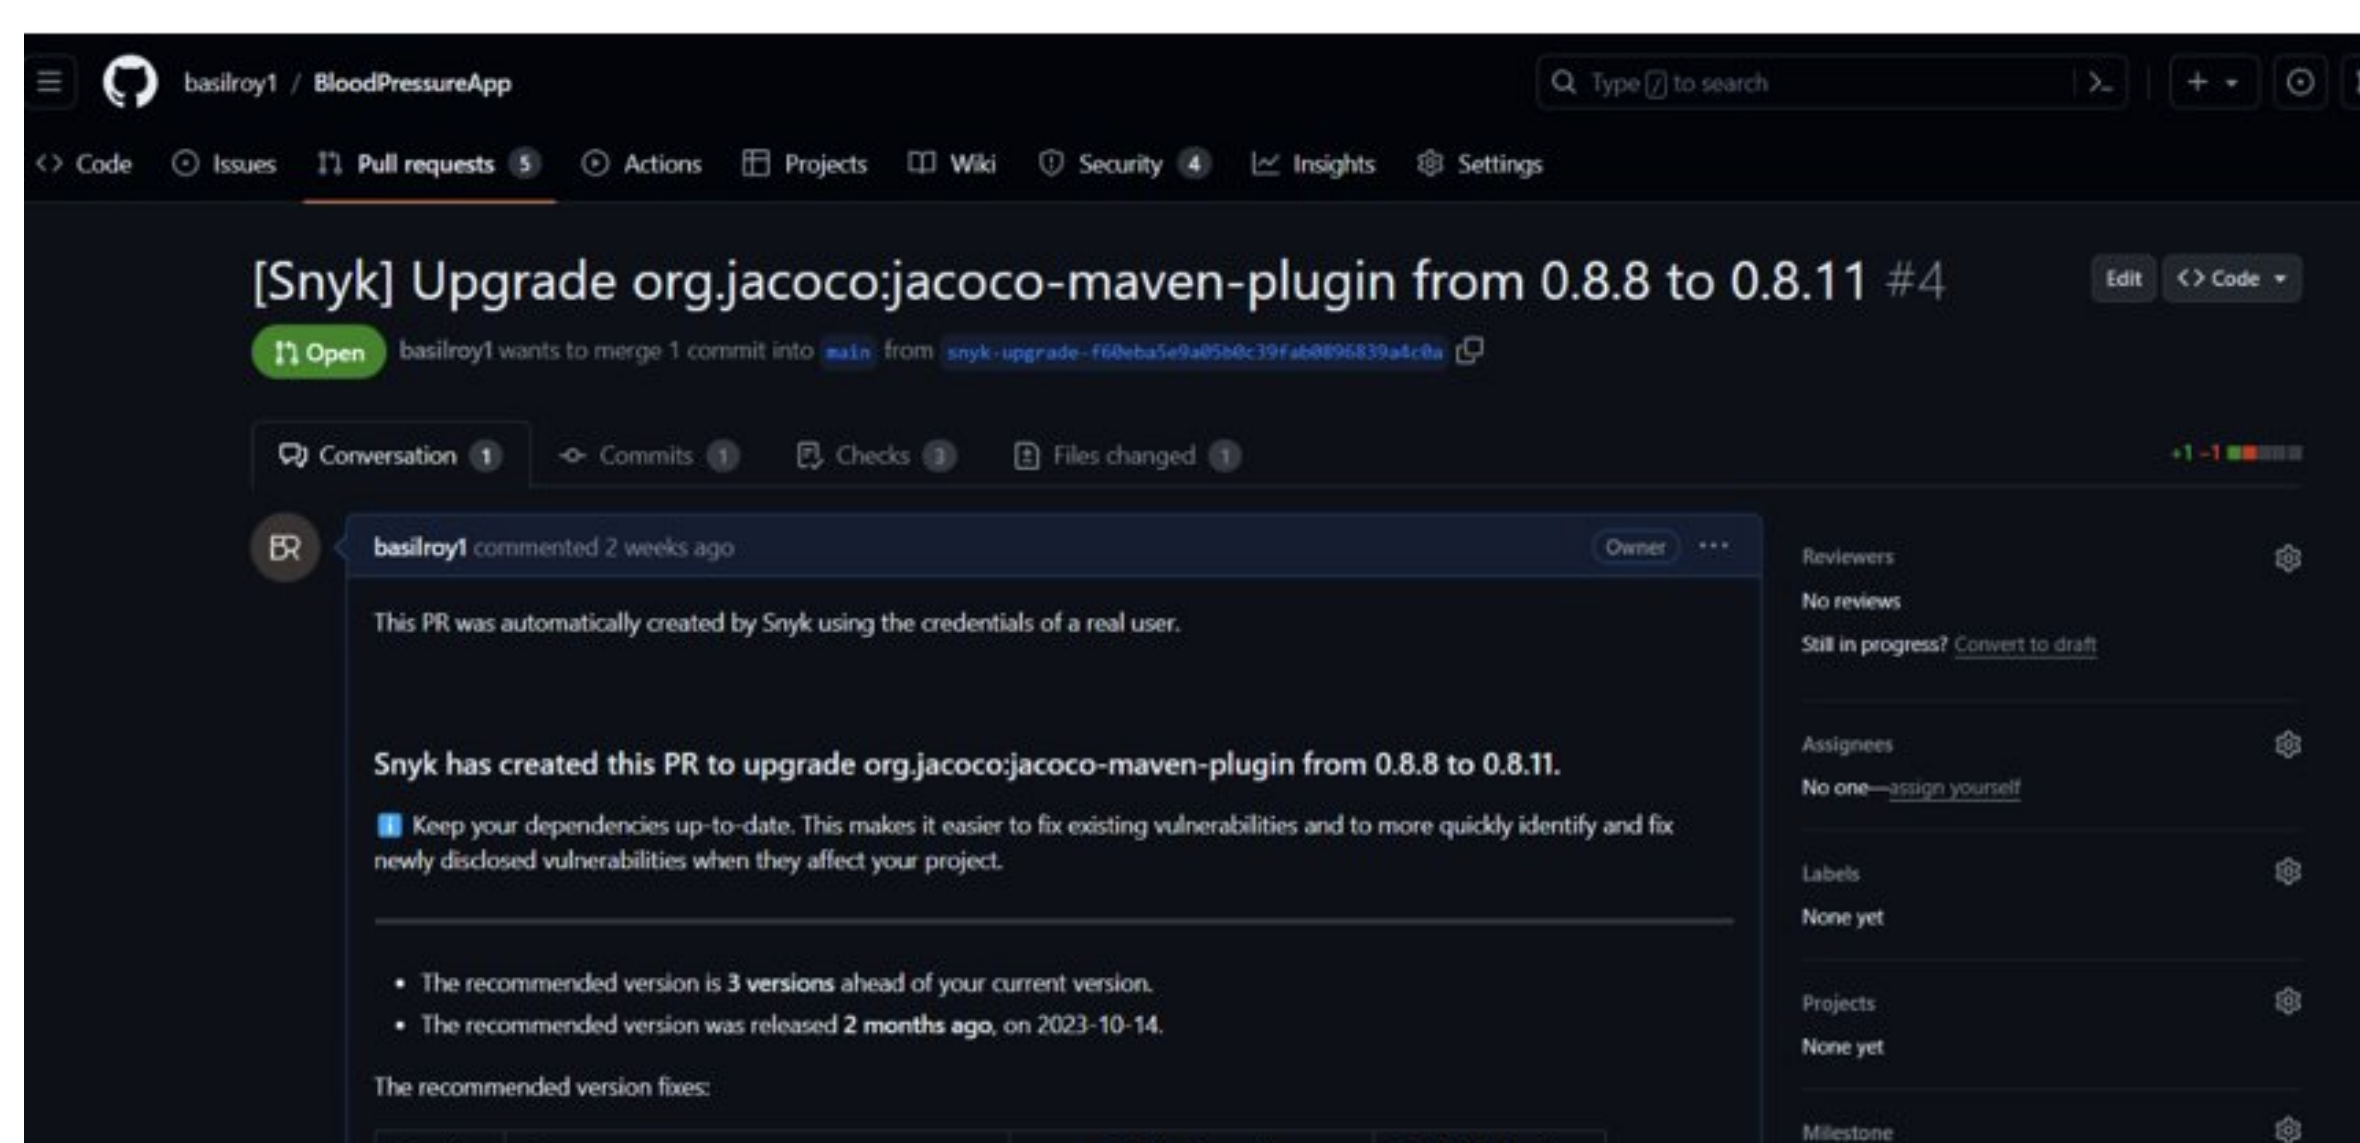 basilroy1 / BloodPressureApp
Type / to search
Code Issues Pull requests 5 Actions Projects Wiki Security 4 Insights Settings
[Snyk] Upgrade org.jacoco:jacoco-maven-plugin from 0.8.8 to 0.8.11 #4
Edit <> Code
Open basilroy1 wants to merge 1 commit into main from snyk-upgrade-f60eba5e9a05b0c39fab0896839a4c0a
Conversation 1 Commits 1 Checks 3 Files changed 1
+1 −1
BR
basilroy1 commented 2 weeks ago
Owner ...
This PR was automatically created by Snyk using the credentials of a real user.
Snyk has created this PR to upgrade org.jacoco:jacoco-maven-plugin from 0.8.8 to 0.8.11.
Keep your dependencies up-to-date. This makes it easier to fix existing vulnerabilities and to more quickly identify and fix
newly disclosed vulnerabilities when they affect your project.
• The recommended version is 3 versions ahead of your current version.
• The recommended version was released 2 months ago, on 2023-10-14.
The recommended version fixes:
Reviewers
No reviews
Still in progress? Convert to draft
Assignees
No one—assign yourself
Labels
None yet
Projects
None yet
Milestone